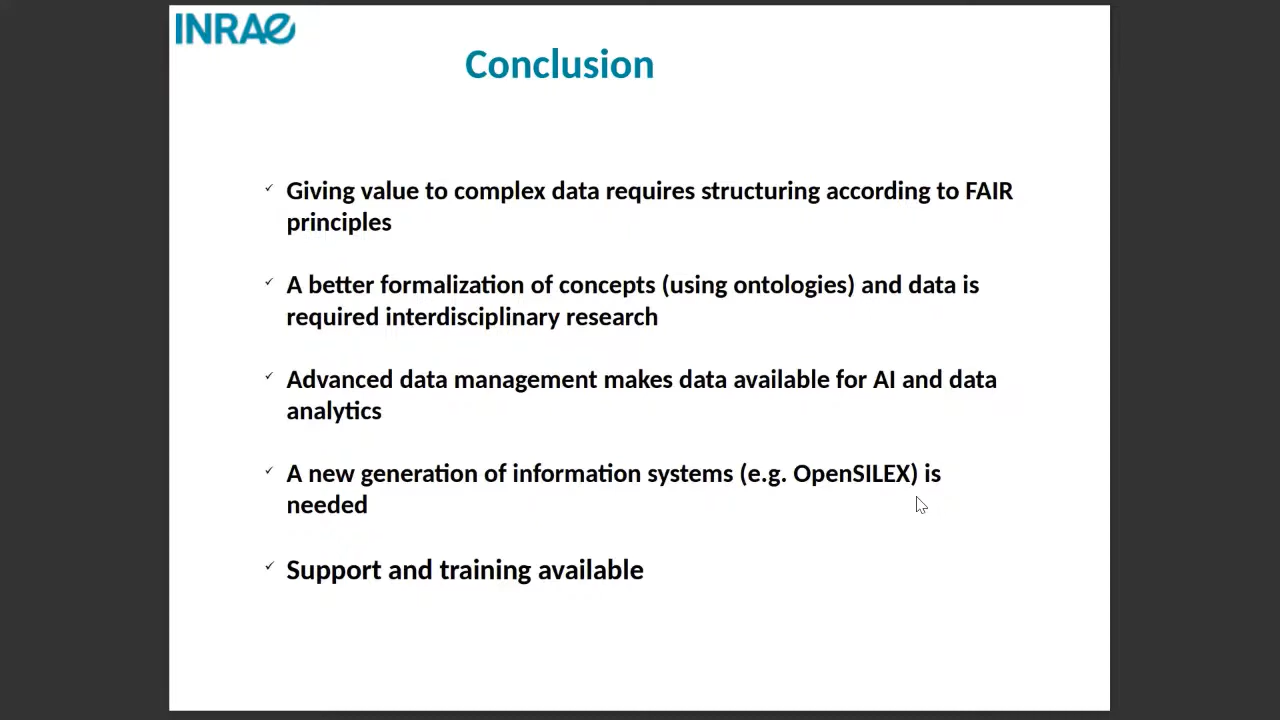 INRAE
Conclusion
✓ Giving value to complex data requires structuring according to FAIR
principles
✓ A better formalization of concepts (using ontologies) and data is
required interdisciplinary research
✓ Advanced data management makes data available for AI and data
analytics
✓ A new generation of information systems (e.g. OpenSILEX) is
needed
✓ Support and training available